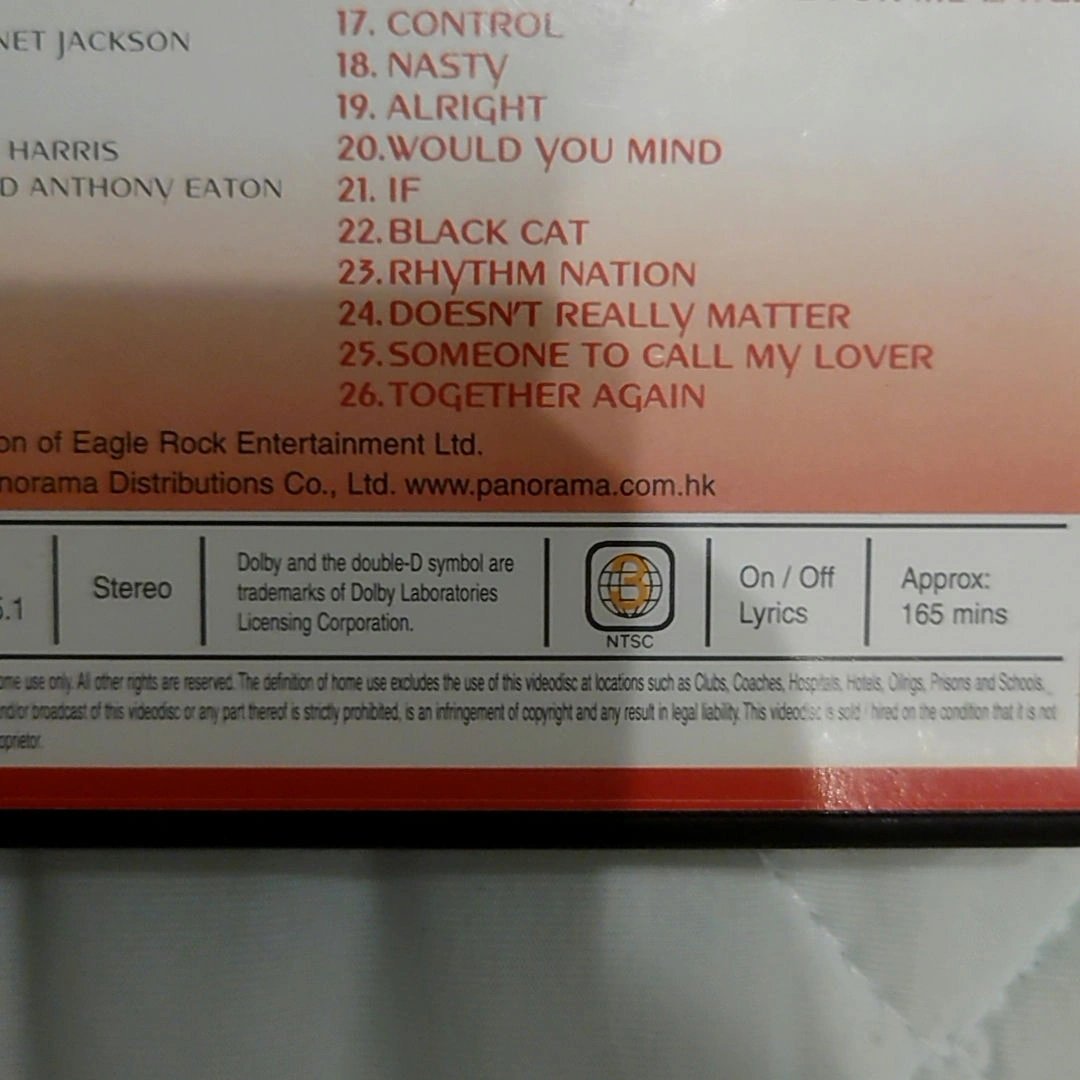 NET JACKSON
HARRIS
D ANTHONY EATON
17. CONTROL
18. NASTY
19. ALRIGHT
20. WOULD YOU MIND
21. IF
22. BLACK CAT
23. RHYTHM NATION
24. DOESN'T REALLY MATTER
25. SOMEONE TO CALL MY LOVER
26. TOGETHER AGAIN
on of Eagle Rock Entertainment Ltd.
norama Distributions Co., Ltd. www.panorama.com.hk
5.1
Stereo
Dolby and the double-D symbol are
trademarks of Dolby Laboratories
Licensing Corporation.
3
NTSC
On / Off
Lyrics
Approx:
165 mins
ome use only. All other rights are reserved. The definition of home use excludes the use of this videodisc at locations such as Clubs, Coaches, Hospitals, Hotels, Oilrigs, Prisons and Schools.
nd/or broadcast of this videodisc or any part thereof is strictly prohibited, is an infringement of copyright and any result in legal liability. This videodisc is sold / hired on the condition that it is not
oprietor.